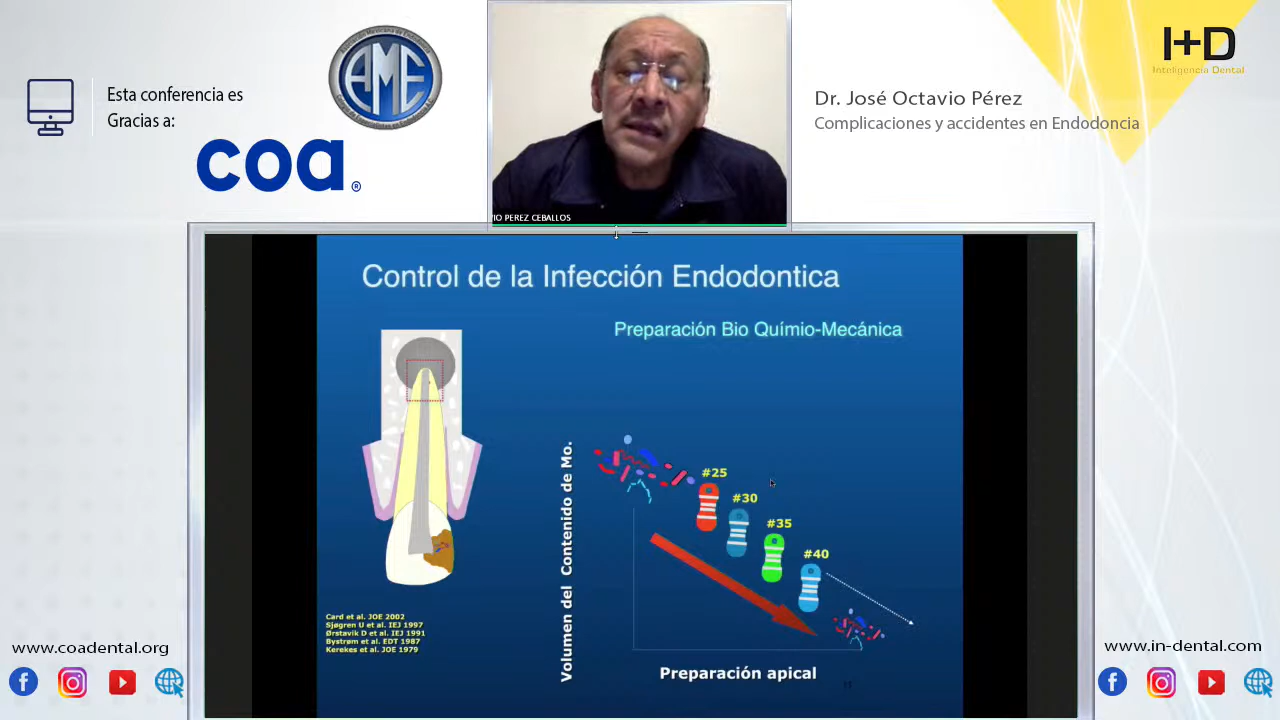 Esta conferencia es
Gracias a:
AME
coa®
IO PEREZ CEBALLOS
Dr. José Octavio Pérez
Complicaciones y accidentes en Endodoncia
I+D
Inteligencia Dental
Control de la Infección Endodontica
Preparación Bio Químio-Mecánica
Volumen del Contenido de Mo.
#25
#30
#35
#40
Preparación apical
Card et al. JOE 2002
Sjøgren U et al. IEJ 1997
Ørstavik D et al. IEJ 1991
Bystrøm et al. EDT 1987
Kerekes et al. JOE 1979
www.coadental.org
www.in-dental.com